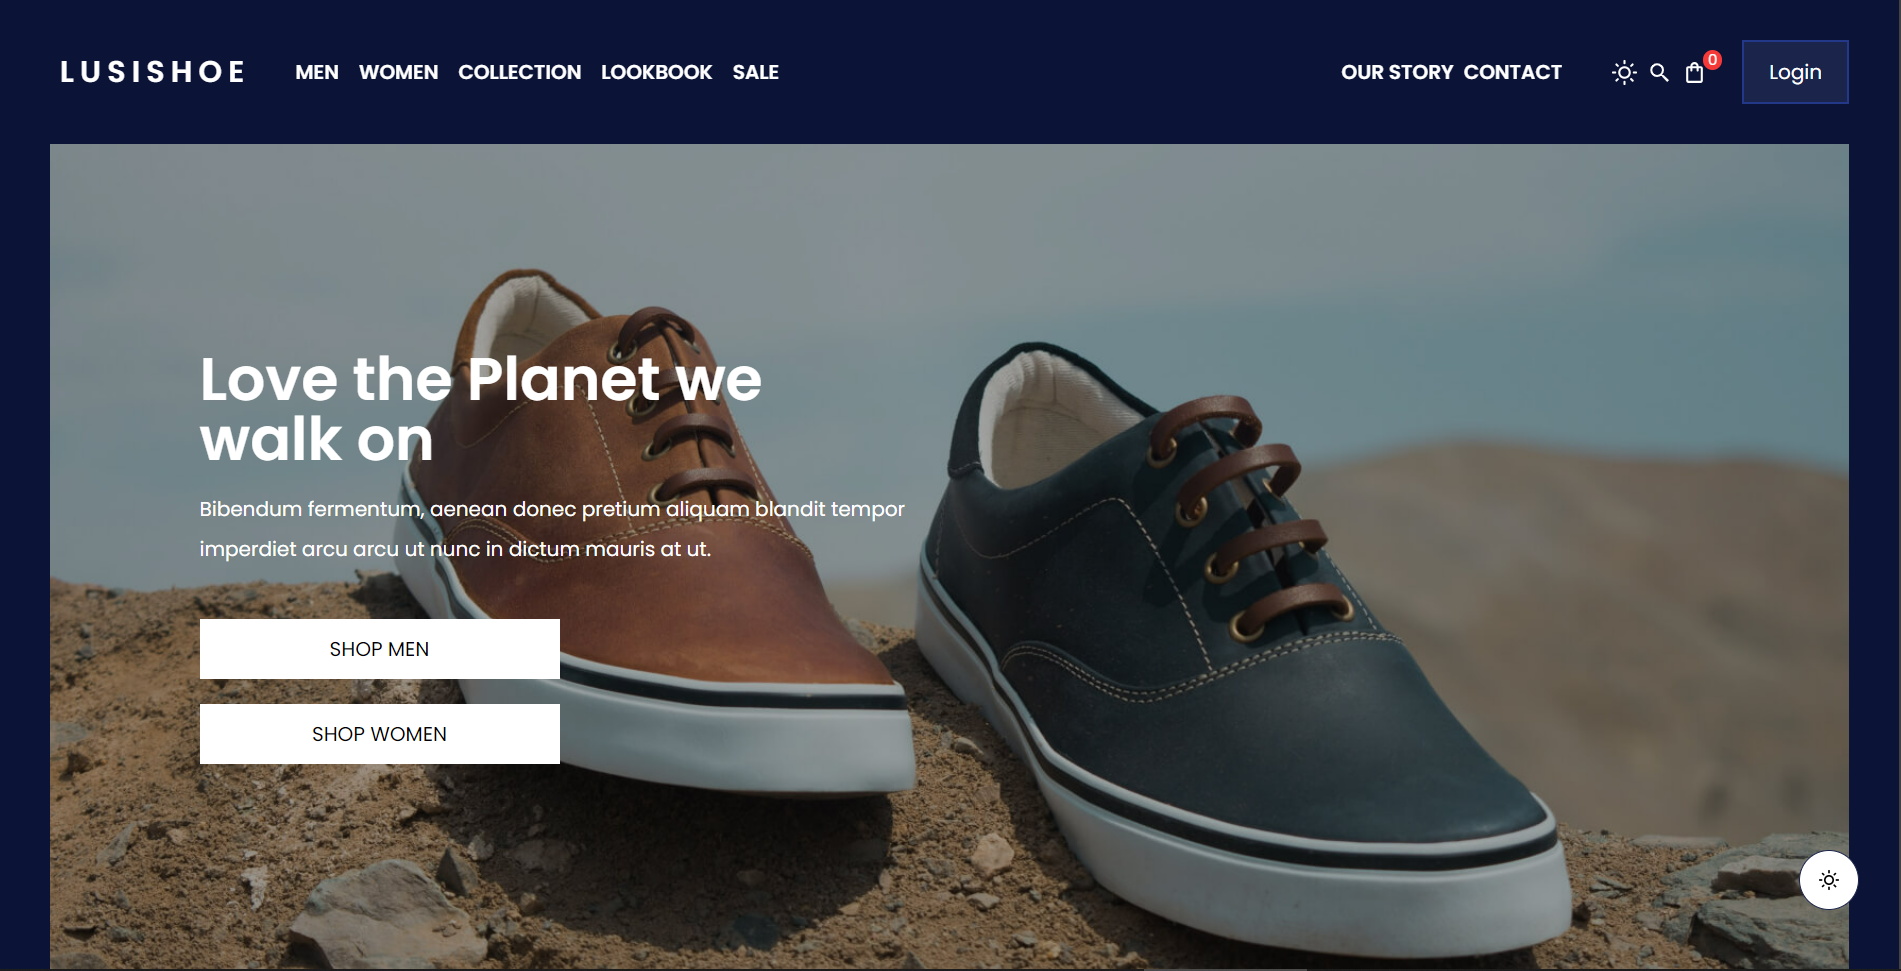 LUSISHOE
MEN WOMEN COLLECTION LOOKBOOK SALE
OUR STORY CONTACT
0
Login
Love the Planet we
walk on
Bibendum fermentum, aenean donec pretium aliquam blandit tempor
imperdiet arcu arcu ut nunc in dictum mauris at ut.
SHOP MEN
SHOP WOMEN